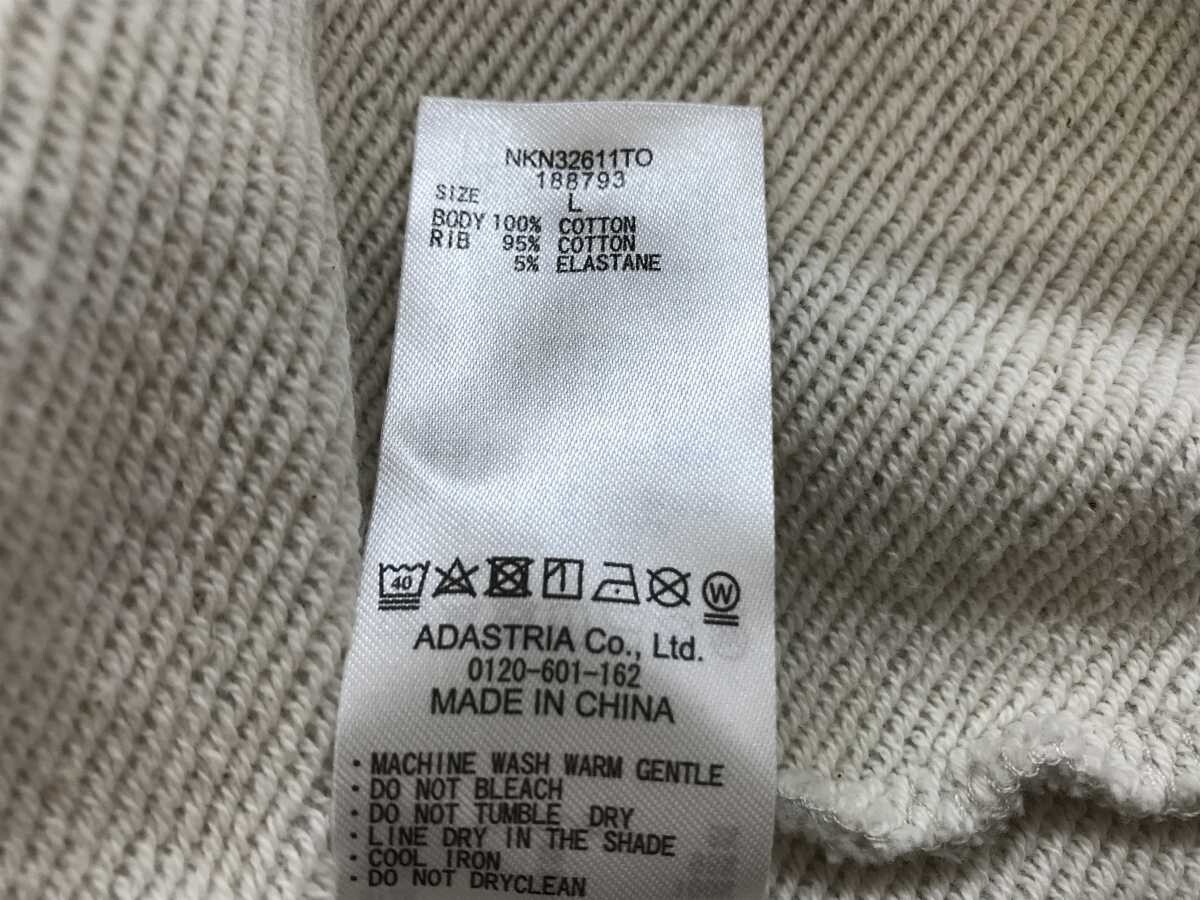 NKN32611TO
188793
SIZE L
BODY 100% COTTON
RIB 95% COTTON
5% ELASTANE
40 W
ADASTRIA Co., Ltd.
0120-601-162
MADE IN CHINA
・MACHINE WASH WARM GENTLE
・DO NOT BLEACH
・DO NOT TUMBLE DRY
・LINE DRY IN THE SHADE
・COOL IRON
・DO NOT DRYCLEAN